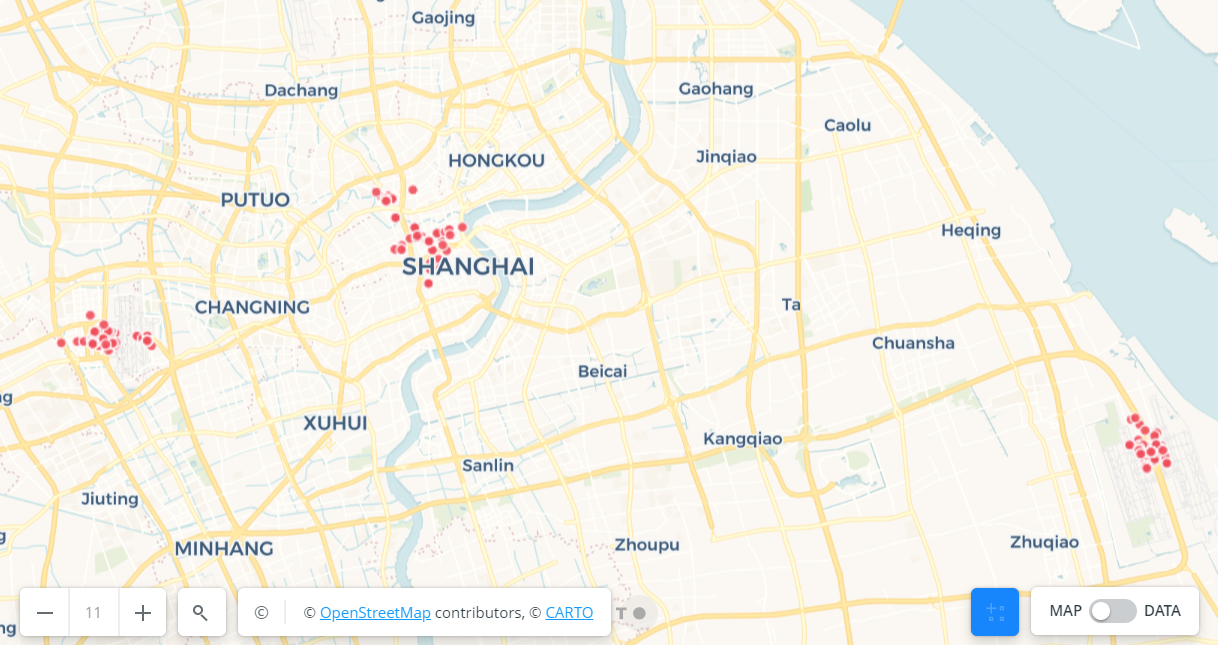 Gaojing
Dachang
Gaohang
Caolu
HONGKOU
Jinqiao
PUTUO
Heqing
SHANGHAI
CHANGNING
Ta
Chuansha
Beicai
XUHUI
Kangqiao
Sanlin
Jiuting
Zhuqiao
MINHANG
Zhoupu
11
© © OpenStreetMap contributors, © CARTO
T
MAP DATA